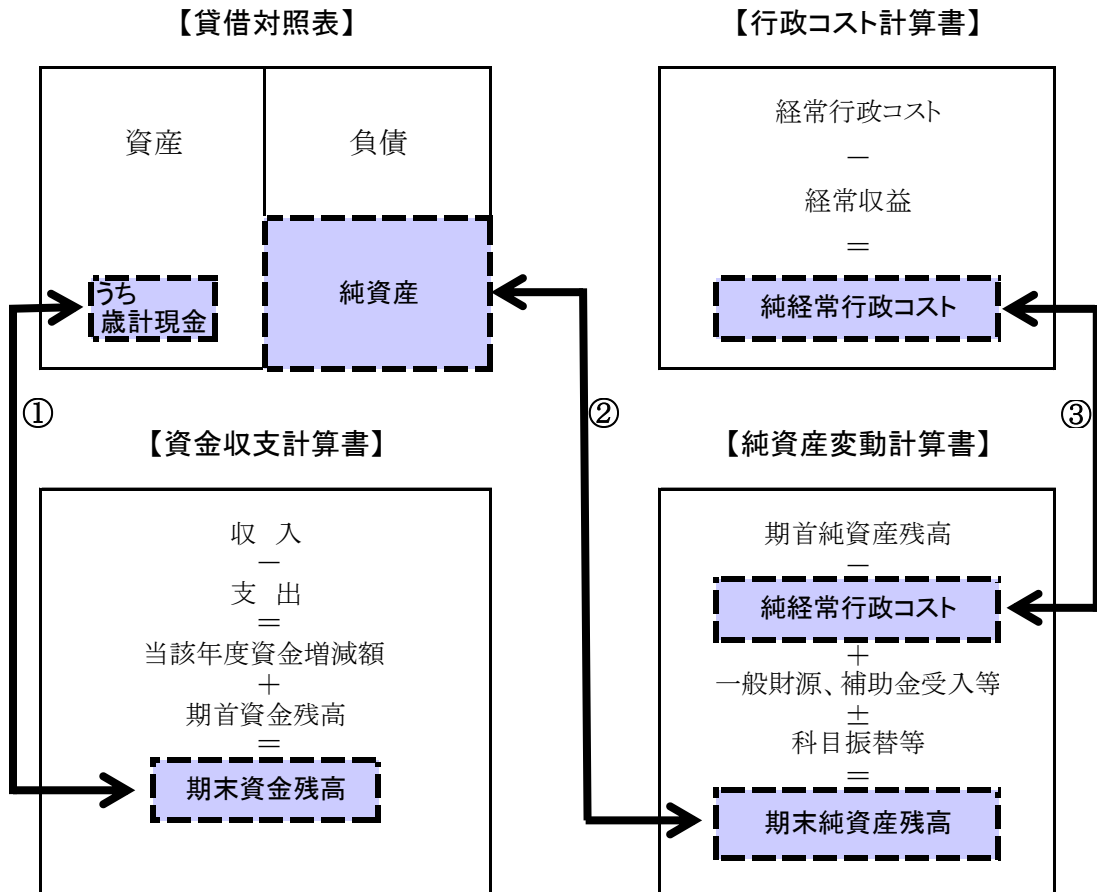 【貸借対照表】
資産
負債
うち
歳計現金
純資産
【行政コスト計算書】
経常行政コスト
－
経常収益
＝
純経常行政コスト
①
②
③
【資金収支計算書】
収　入
－
支　出
＝
当該年度資金増減額
＋
期首資金残高
＝
期末資金残高
【純資産変動計算書】
期首純資産残高
－
純経常行政コスト
＋
一般財源、補助金受入等
±
科目振替等
＝
期末純資産残高